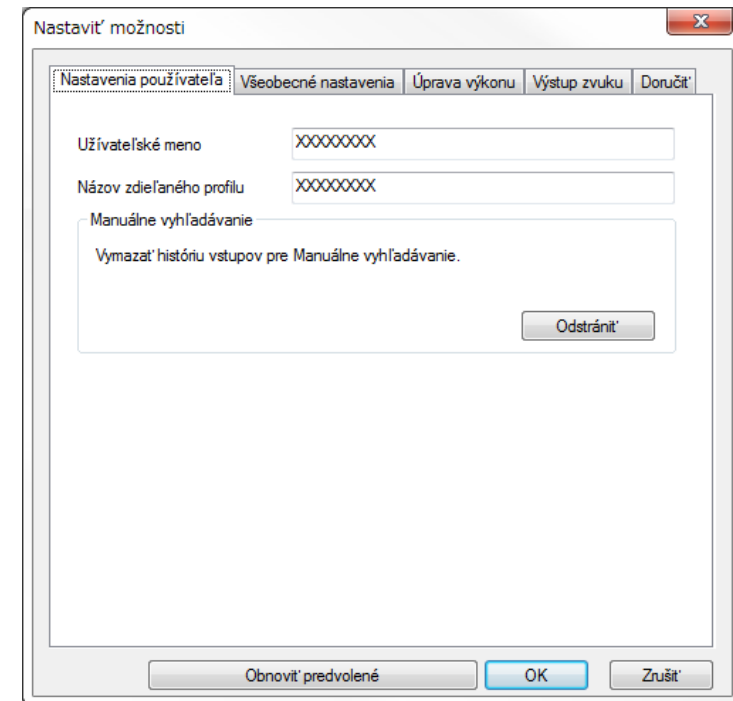 Nastaviť možnosti
Nastavenia používateľa Všeobecné nastavenia Úprava výkonu Výstup zvuku Doručiť
Užívateľské meno XXXXXXXX
Názov zdieľaného profilu XXXXXXXX
Manuálne vyhľadávanie
Vymazať históriu vstupov pre Manuálne vyhľadávanie.
Odstrániť
Obnoviť predvolené OK Zrušiť